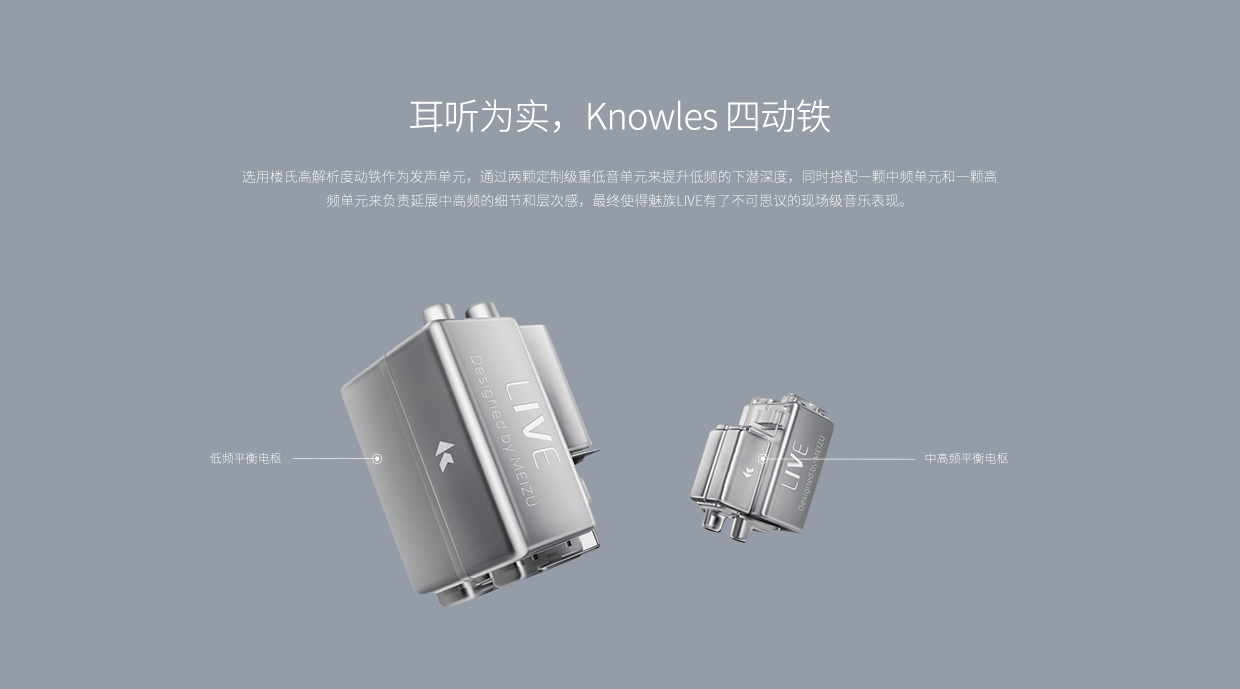 耳听为实，Knowles 四动铁
选用楼氏高解析度动铁作为发声单元，通过两颗定制级重低音单元来提升低频的下潜深度，同时搭配一颗中频单元和一颗高
频单元来负责延展中高频的细节和层次感，最终使得魅族LIVE有了不可思议的现场级音乐表现。
LIVE
Designed by MEIZU
LIVE
Designed by MEIZU
低频平衡电枢
中高频平衡电枢